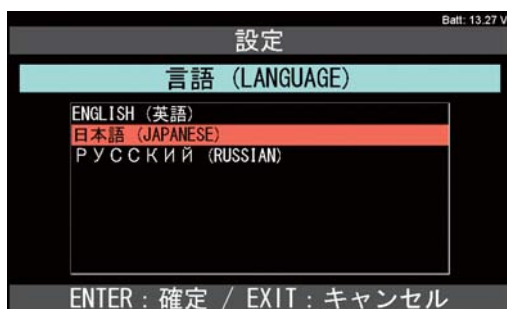 Batt: 13.27 V
設定
言語 (LANGUAGE)
ENGLISH (英語)
日本語 (JAPANESE)
РУССКИЙ (RUSSIAN)
ENTER : 確定 / EXIT : キャンセル